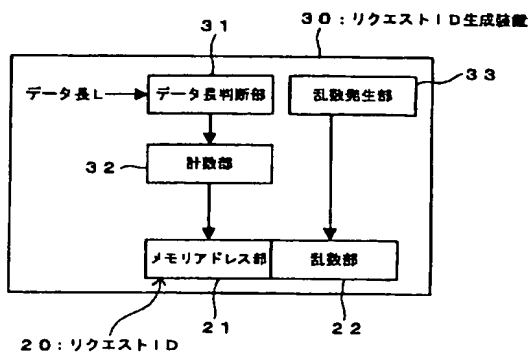 31
30:リクエストID生成装置
33
データ長L
データ長判断部
乱数発生部
32
計数部
メモリアドレス部
乱数部
21
22
20:リクエストID